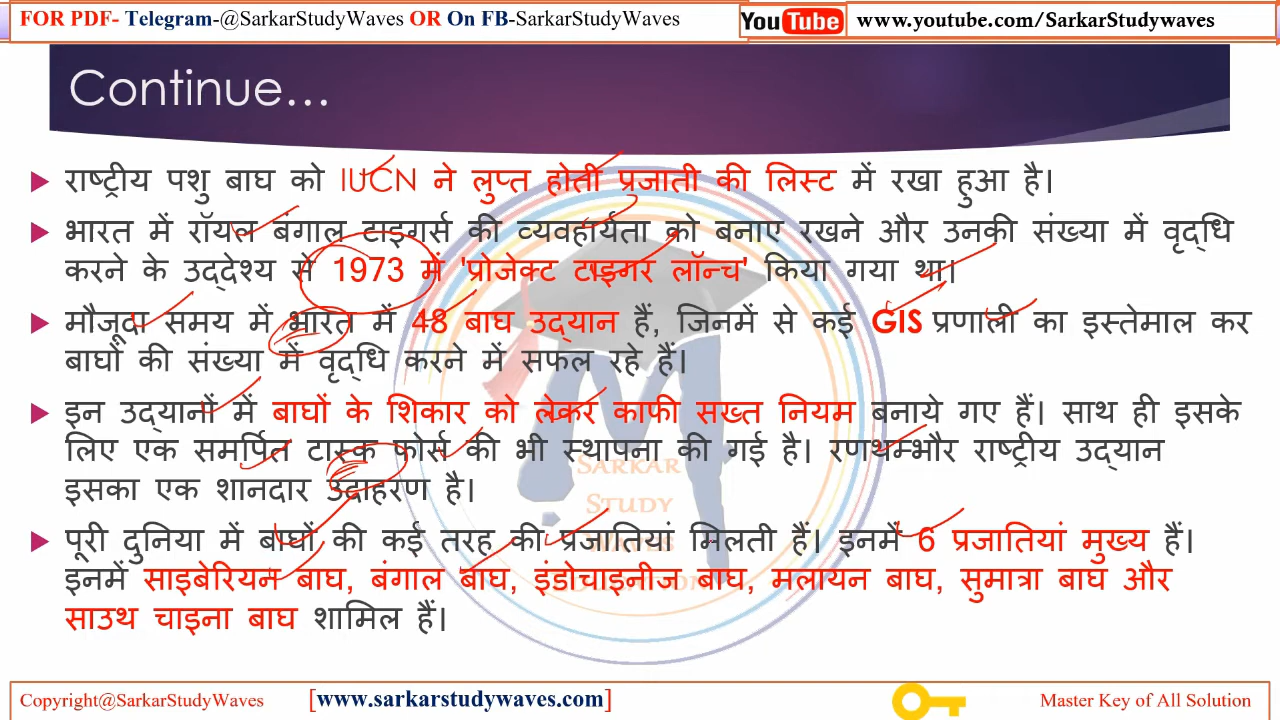 FOR PDF- Telegram-@SarkarStudyWaves OR On FB-SarkarStudyWaves
YouTube www.youtube.com/SarkarStudywaves
Continue…
राष्ट्रीय पशु बाघ को IUCN ने लुप्त होती प्रजाती की लिस्ट में रखा हुआ है।
भारत में रॉयल बंगाल टाइगर्स की व्यवहार्यता को बनाए रखने और उनकी संख्या में वृद्धि
करने के उद्देश्य से 1973 में 'प्रोजेक्ट टाइगर लॉन्च' किया गया था।
मौजूदा समय में भारत में 48 बाघ उद्यान हैं, जिनमें से कई GIS प्रणाली का इस्तेमाल कर
बाघों की संख्या में वृद्धि करने में सफल रहे हैं।
इन उद्यानों में बाघों के शिकार को लेकर काफी सख्त नियम बनाये गए हैं। साथ ही इसके
लिए एक समर्पित टास्क फोर्स की भी स्थापना की गई है। रणथम्भौर राष्ट्रीय उद्यान
इसका एक शानदार उदाहरण है।
पूरी दुनिया में बाघों की कई तरह की प्रजातियां मिलती हैं। इनमें 6 प्रजातियां मुख्य हैं।
इनमें साइबेरियन बाघ, बंगाल बाघ, इंडोचाइनीज बाघ, मलायन बाघ, सुमात्रा बाघ और
साउथ चाइना बाघ शामिल हैं।
SARKAR
STUDY
WAVES
Copyright@SarkarStudyWaves
[www.sarkarstudywaves.com]
Master Key of All Solution